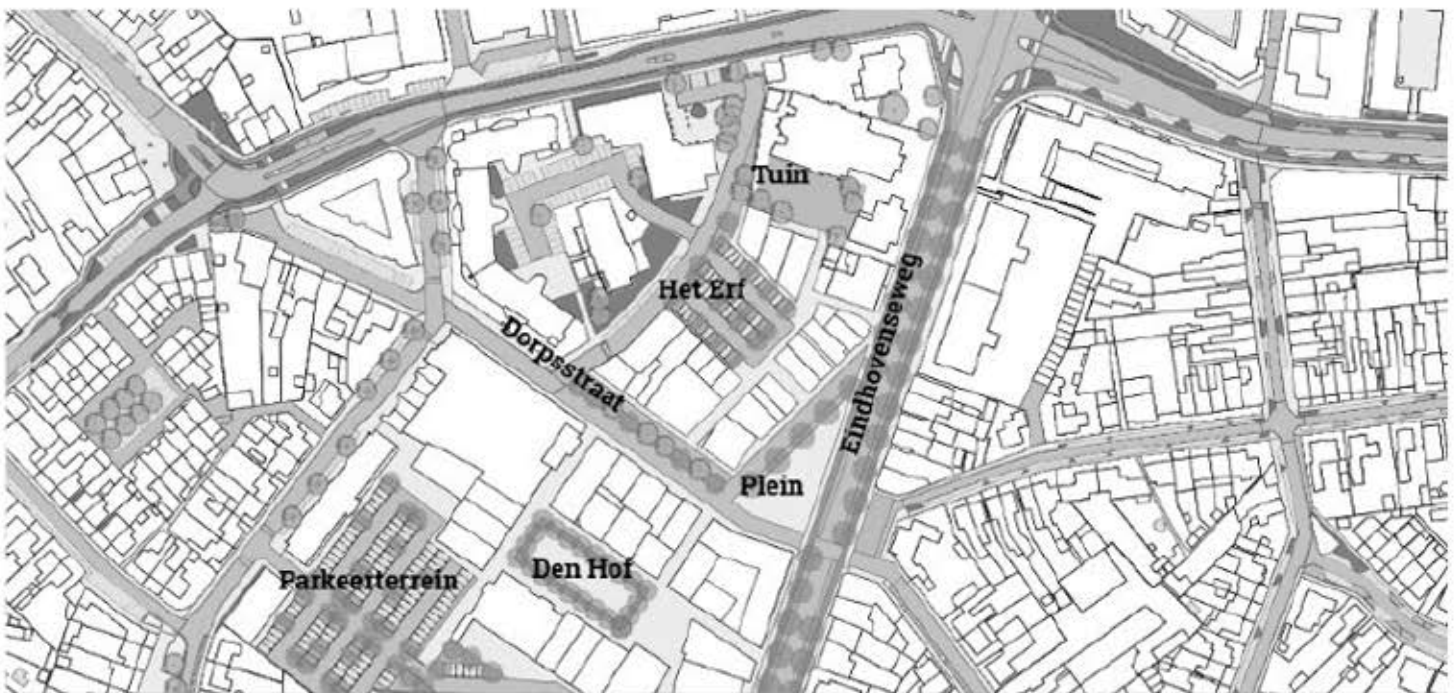 Tuin
Het Erf
Dorpsstraat
Eindhovenseweg
Plein
Den Hof
Parkeerterrein